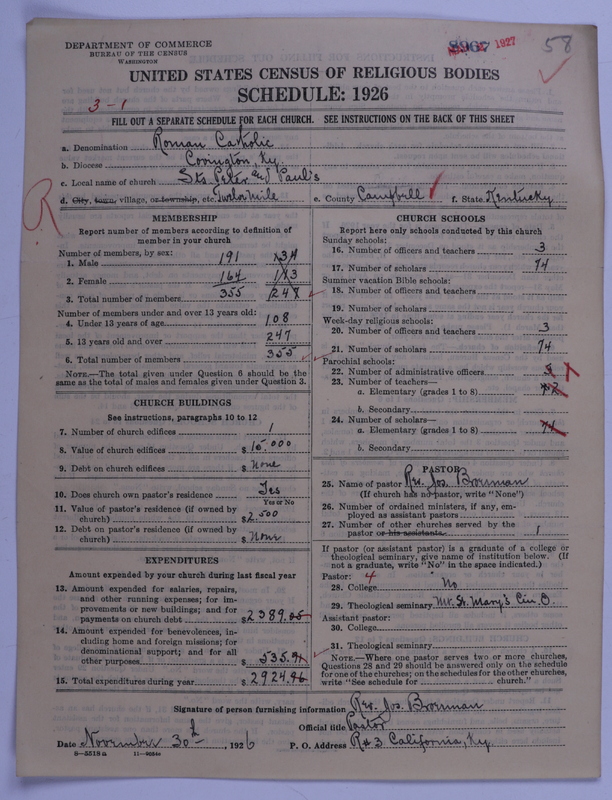 DEPARTMENT OF COMMERCE
BUREAU OF THE CENSUS
WASHINGTON
1927
58
UNITED STATES CENSUS OF RELIGIOUS BODIES
SCHEDULE: 1926
3-1
FILL OUT A SEPARATE SCHEDULE FOR EACH CHURCH. SEE INSTRUCTIONS ON THE BACK OF THIS SHEET
a. Denomination Roman Catholic
b. Diocese Covington, Ky.
c. Local name of church Sts Peter and Paul's
R
d. City, town, village, or township, etc. Twelve Mile e. County Campbell f. State Kentucky
MEMBERSHIP
Report number of members according to definition of
member in your church
Number of members, by sex:
1. Male 191 134
2. Female 164 113
3. Total number of members 355 247
Number of members under and over 13 years old:
4. Under 13 years of age 108
5. 13 years old and over 247
6. Total number of members 355
NOTE.—The total given under Question 6 should be the
same as the total of males and females given under Question 3.
CHURCH BUILDINGS
See instructions, paragraphs 10 to 12
7. Number of church edifices 1
8. Value of church edifices $15.000
9. Debt on church edifices $None
10. Does church own pastor's residence Yes
Yes or No
11. Value of pastor's residence (if owned by
church) $2.500
12. Debt on pastor's residence (if owned by
church) $None
EXPENDITURES
Amount expended by your church during last fiscal year
13. Amount expended for salaries, repairs,
and other running expenses; for im-
provements or new buildings; and for
payments on church debt $2389.05
14. Amount expended for benevolences, in-
cluding home and foreign missions; for
denominational support; and for all
other purposes $535.91
15. Total expenditures during year $2924.96
CHURCH SCHOOLS
Report here only schools conducted by this church
Sunday schools:
16. Number of officers and teachers 3
17. Number of scholars 74
Summer vacation Bible schools:
18. Number of officers and teachers
19. Number of scholars
Week-day religious schools:
20. Number of officers and teachers 3
21. Number of scholars 74
Parochial schools:
22. Number of administrative officers
23. Number of teachers—
a. Elementary (grades 1 to 8)
b. Secondary
24. Number of scholars—
a. Elementary (grades 1 to 8) 74
b. Secondary
PASTOR
25. Name of pastor Rev. Jos. Borman
(If church has no pastor, write "None")
26. Number of ordained ministers, if any, em-
ployed as assistant pastors
27. Number of other churches served by the
pastor or his assistants 1
If pastor (or assistant pastor) is a graduate of a college or
theological seminary, give name of institution below. (If
not a graduate, write "No" in the space indicated.)
Pastor: 4
28. College No
29. Theological seminary Mt. St. Mary's Cin. O.
Assistant pastor:
30. College
31. Theological seminary
NOTE.—Where one pastor serves two or more churches,
Questions 28 and 29 should be answered only on the schedule
for one of the churches; on the schedules for the other churches,
write "See schedule for church."
Signature of person furnishing information Rev. Jos. Borman
Official title Pastor
Date November 30th, 1926 P. O. Address R#3 California, Ky.
8—5518a